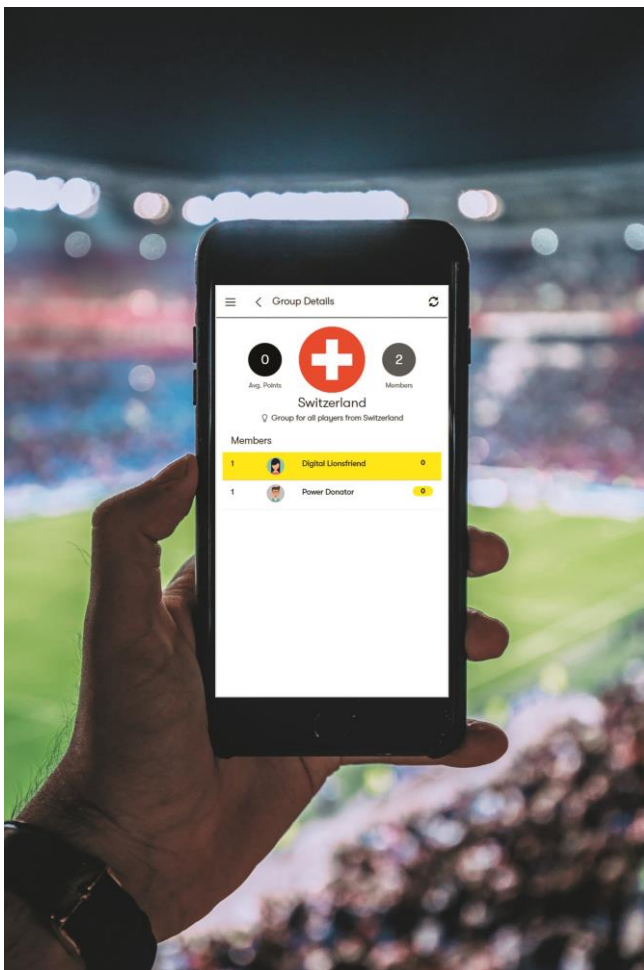 Group Details
0
2
Avg. Points
Members
Switzerland
Group for all players from Switzerland
Members
1 Digital Lionsfriend 0
1 Power Donator 0